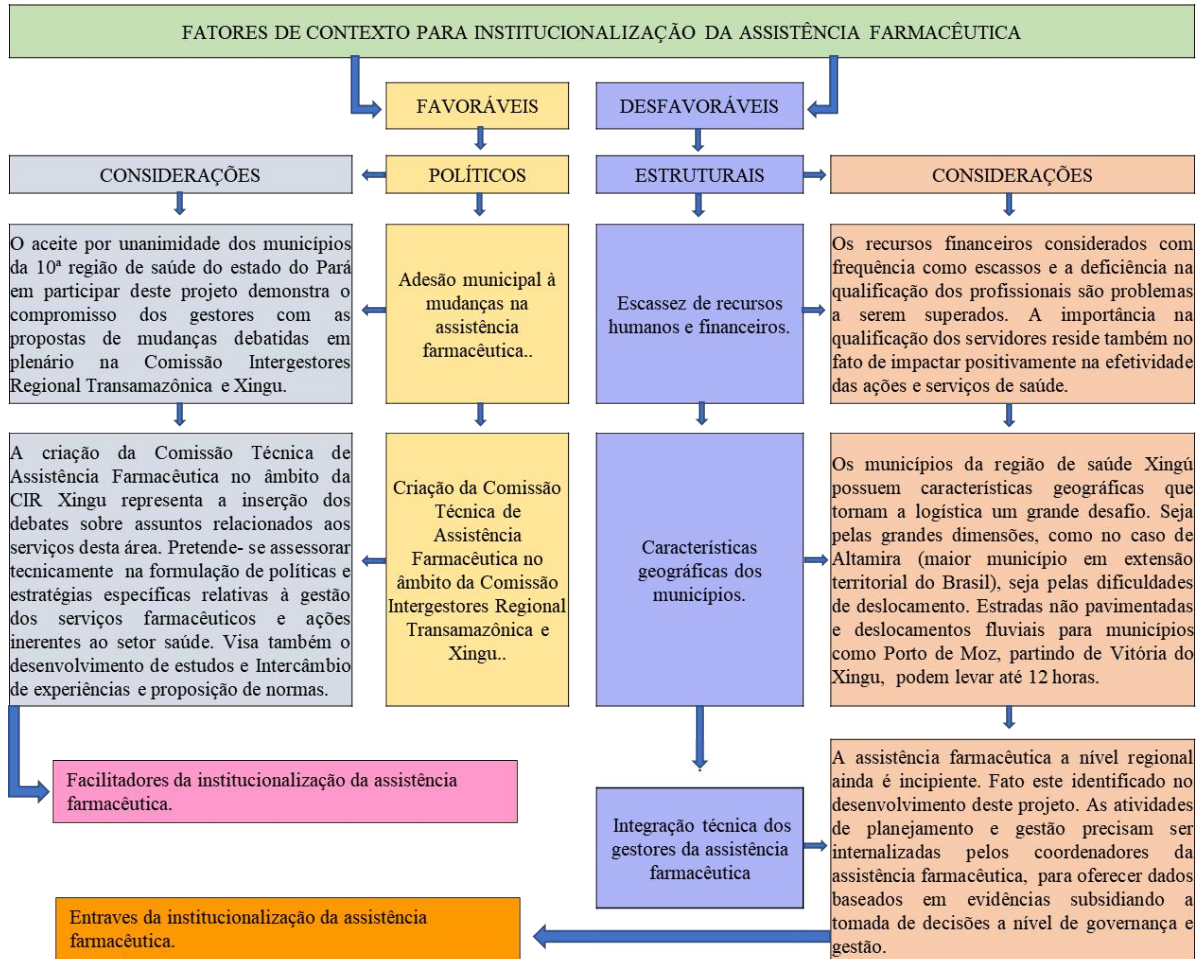 FATORES DE CONTEXTO PARA INSTITUCIONALIZAÇÃO DA ASSISTÊNCIA FARMACÊUTICA
FAVORÁVEIS
DESFAVORÁVEIS
CONSIDERAÇÕES
POLÍTICOS
ESTRUTURAIS
CONSIDERAÇÕES
O aceite por unanimidade dos municípios
da 10ª região de saúde do estado do Pará
em participar deste projeto demonstra o
compromisso dos gestores com as
propostas de mudanças debatidas em
plenário na Comissão Intergestores
Regional Transamazônica e Xingu.
Adesão municipal à
mudanças na
assistência
farmacêutica..
Escassez de recursos
humanos e financeiros.
Os recursos financeiros considerados com
frequência como escassos e a deficiência na
qualificação dos profissionais são problemas
a serem superados. A importância na
qualificação dos servidores reside também no
fato de impactar positivamente na efetividade
das ações e serviços de saúde.
A criação da Comissão Técnica de
Assistência Farmacêutica no âmbito da
CIR Xingu representa a inserção dos
debates sobre assuntos relacionados aos
serviços desta área. Pretende- se assessorar
tecnicamente na formulação de políticas e
estratégias específicas relativas à gestão
dos serviços farmacêuticos e ações
inerentes ao setor saúde. Visa também o
desenvolvimento de estudos e Intercâmbio
de experiências e proposição de normas.
Criação da Comissão
Técnica de
Assistência
Farmacêutica no
âmbito da Comissão
Intergestores Regional
Transamazônica e
Xingu..
Características
geográficas dos
municípios.
Os municípios da região de saúde Xingú
possuem características geográficas que
tornam a logística um grande desafio. Seja
pelas grandes dimensões, como no caso de
Altamira (maior município em extensão
territorial do Brasil), seja pelas dificuldades
de deslocamento. Estradas não pavimentadas
e deslocamentos fluviais para municípios
como Porto de Moz, partindo de Vitória do
Xingu, podem levar até 12 horas.
Facilitadores da institucionalização da assistência
farmacêutica.
Integração técnica dos
gestores da assistência
farmacêutica
A assistência farmacêutica a nível regional
ainda é incipiente. Fato este identificado no
desenvolvimento deste projeto. As atividades
de planejamento e gestão precisam ser
internalizadas pelos coordenadores da
assistência farmacêutica, para oferecer dados
baseados em evidências subsidiando a
tomada de decisões a nível de governança e
gestão.
Entraves da institucionalização da assistência
farmacêutica.